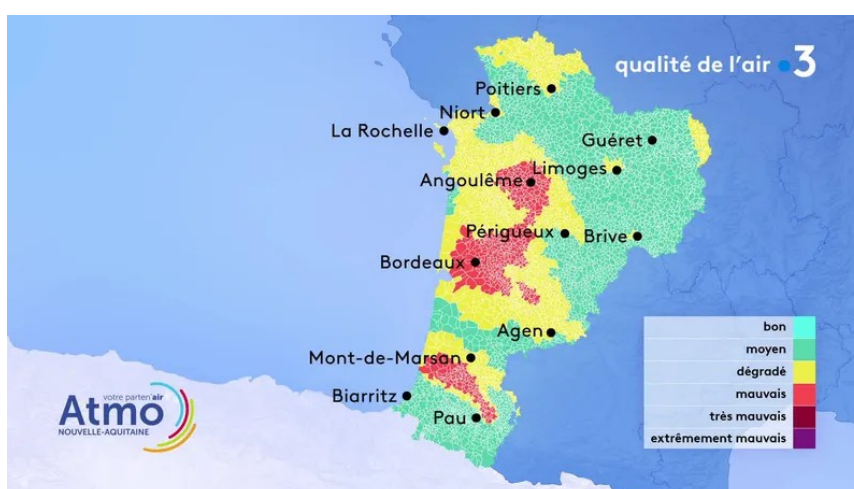 qualité de l'air 3
Poitiers
Niort
La Rochelle
Guéret
Limoges
Angoulême
Périgueux
Brive
Bordeaux
Agen
Mont-de-Marsan
Biarritz
Pau
bon
moyen
dégradé
mauvais
très mauvais
extrêmement mauvais
votre parten'air
Atmo
NOUVELLE-AQUITAINE